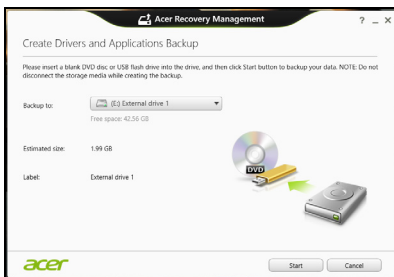 Acer Recovery Management
? _ ×
Create Drivers and Applications Backup
Please insert a blank DVD disc or USB flash drive into the drive, and then click Start button to backup your data. NOTE: Do not
disconnect the storage media while creating the backup.
Backup to:
(E:) External drive 1
Free space: 42.56 GB
Estimated size:
1.99 GB
Label:
External drive 1
DVD
acer
Start
Cancel